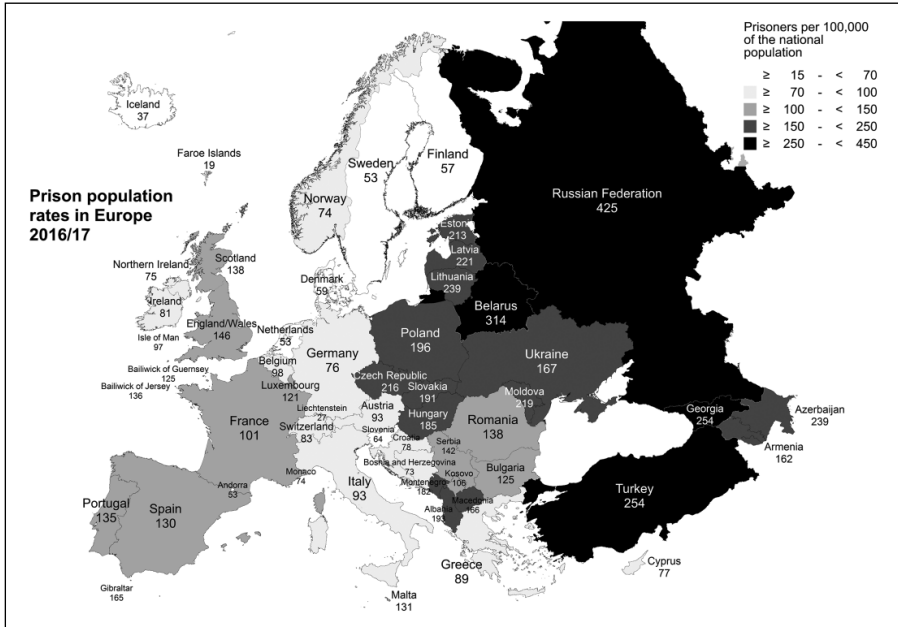 Prisoners per 100,000
of the national
population
≥ 15 - < 70
≥ 70 - < 100
≥ 100 - < 150
≥ 150 - < 250
≥ 250 - < 450
Prison population
rates in Europe
2016/17
Iceland
37
Faroe Islands
19
Sweden
53
Finland
57
Norway
74
Russian Federation
425
Estonia
213
Latvia
221
Lithuania
239
Scotland
138
Northern Ireland
75
Ireland
81
Denmark
59
Belarus
314
England/Wales
146
Isle of Man
97
Netherlands
53
Poland
196
Germany
76
Ukraine
167
Belgium
98
Bailiwick of Guernsey
125
Bailiwick of Jersey
136
Luxembourg
121
Czech Republic
216
Slovakia
191
Moldova
219
Liechtenstein
27
Austria
93
Hungary
185
France
101
Switzerland
83
Slovenia
64
Croatia
78
Romania
138
Serbia
142
Georgia
254
Azerbaijan
239
Armenia
162
Bosnia and Herzegovina
73
Monaco
74
Italy
93
Kosovo
106
Bulgaria
125
Andorra
53
Montenegro
182
Macedonia
166
Albania
193
Turkey
254
Portugal
135
Spain
130
Greece
89
Cyprus
77
Gibraltar
165
Malta
131